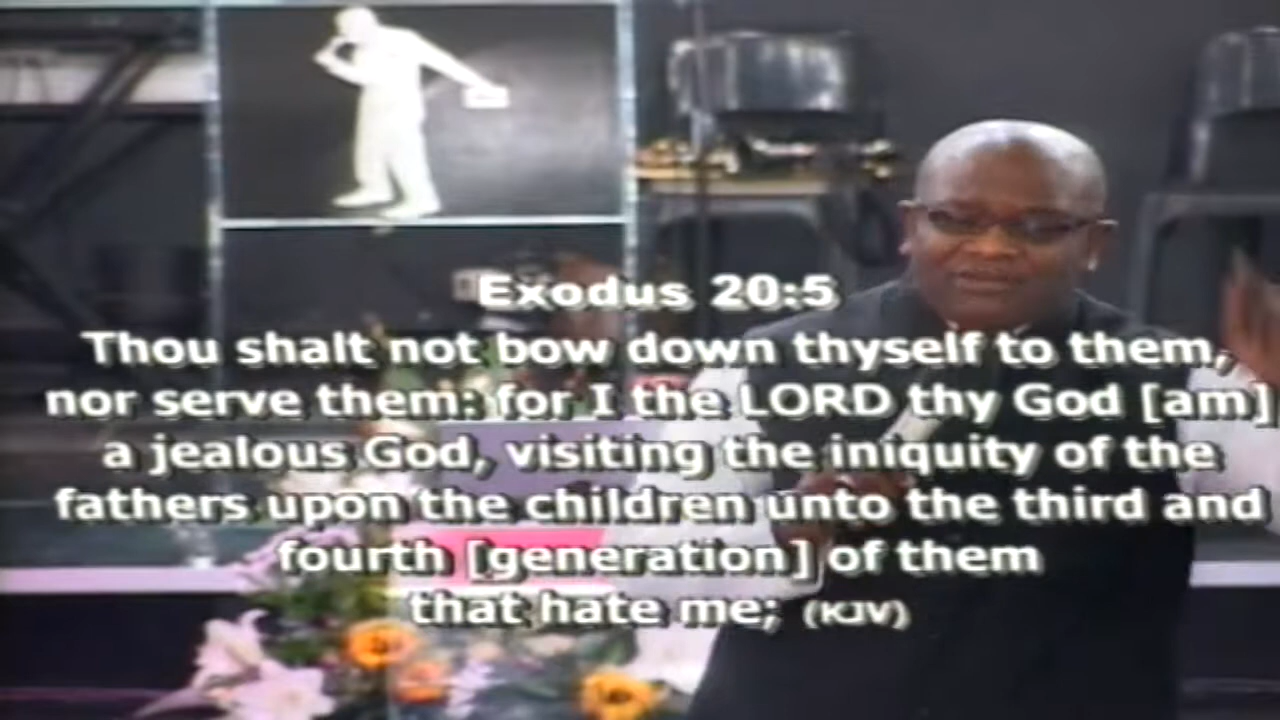 Exodus 20:5
Thou shalt not bow down thyself to them,
nor serve them: for I the LORD thy God [am]
a jealous God, visiting the iniquity of the
fathers upon the children unto the third and
fourth [generation] of them
that hate me; (KJV)